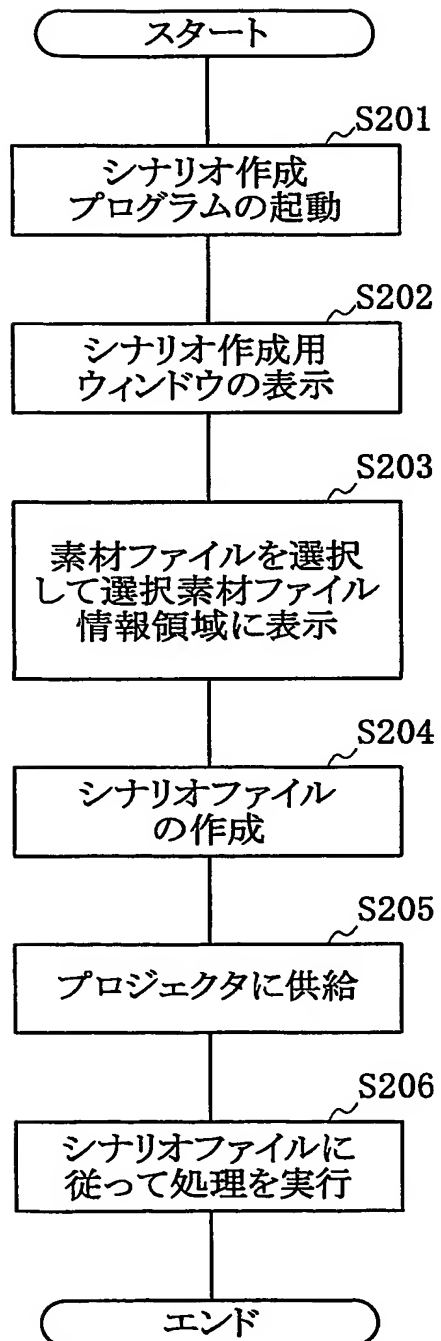 スタート
S201
シナリオ作成
プログラムの起動
S202
シナリオ作成用
ウィンドウの表示
S203
素材ファイルを選択
して選択素材ファイル
情報領域に表示
S204
シナリオファイル
の作成
S205
プロジェクタに供給
S206
シナリオファイルに
従って処理を実行
エンド